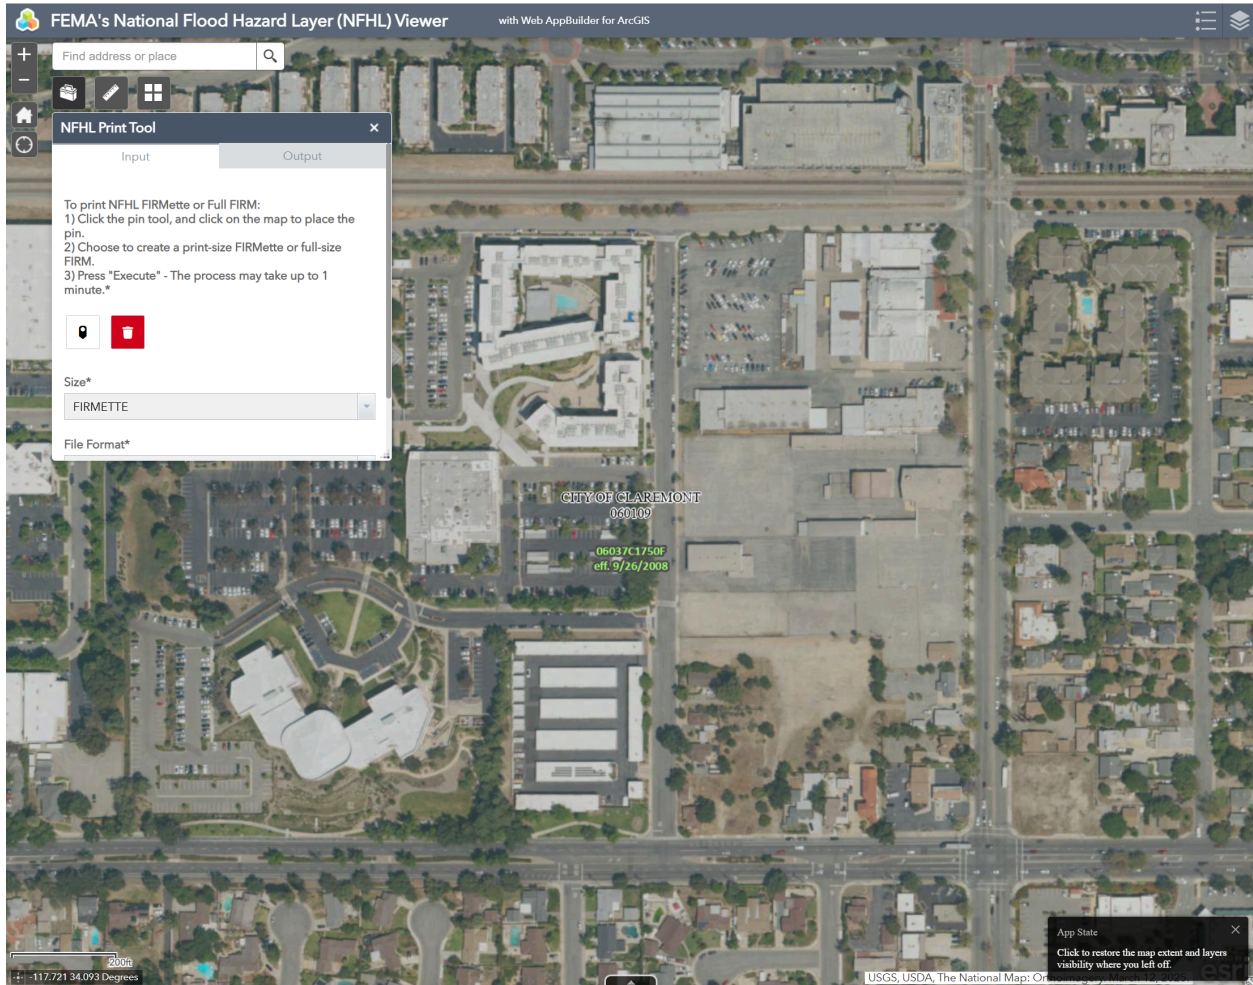 FEMA's National Flood Hazard Layer (NFHL) Viewer
with Web AppBuilder for ArcGIS
Find address or place
NFHL Print Tool
Input
Output
To print NFHL FIRMette or Full FIRM:
1) Click the pin tool, and click on the map to place the
pin.
2) Choose to create a print-size FIRMette or full-size
FIRM.
3) Press "Execute" - The process may take up to 1
minute.*
Size*
FIRMETTE
File Format*
CITY OF CLAREMONT
060109
06037C1750F
eff. 9/26/2008
200ft
-117.721 34.093 Degrees
App State
Click to restore the map extent and layers
visibility where you left off.
USGS, USDA, The National Map: Orthoimagery. March 12, 2025.
esri